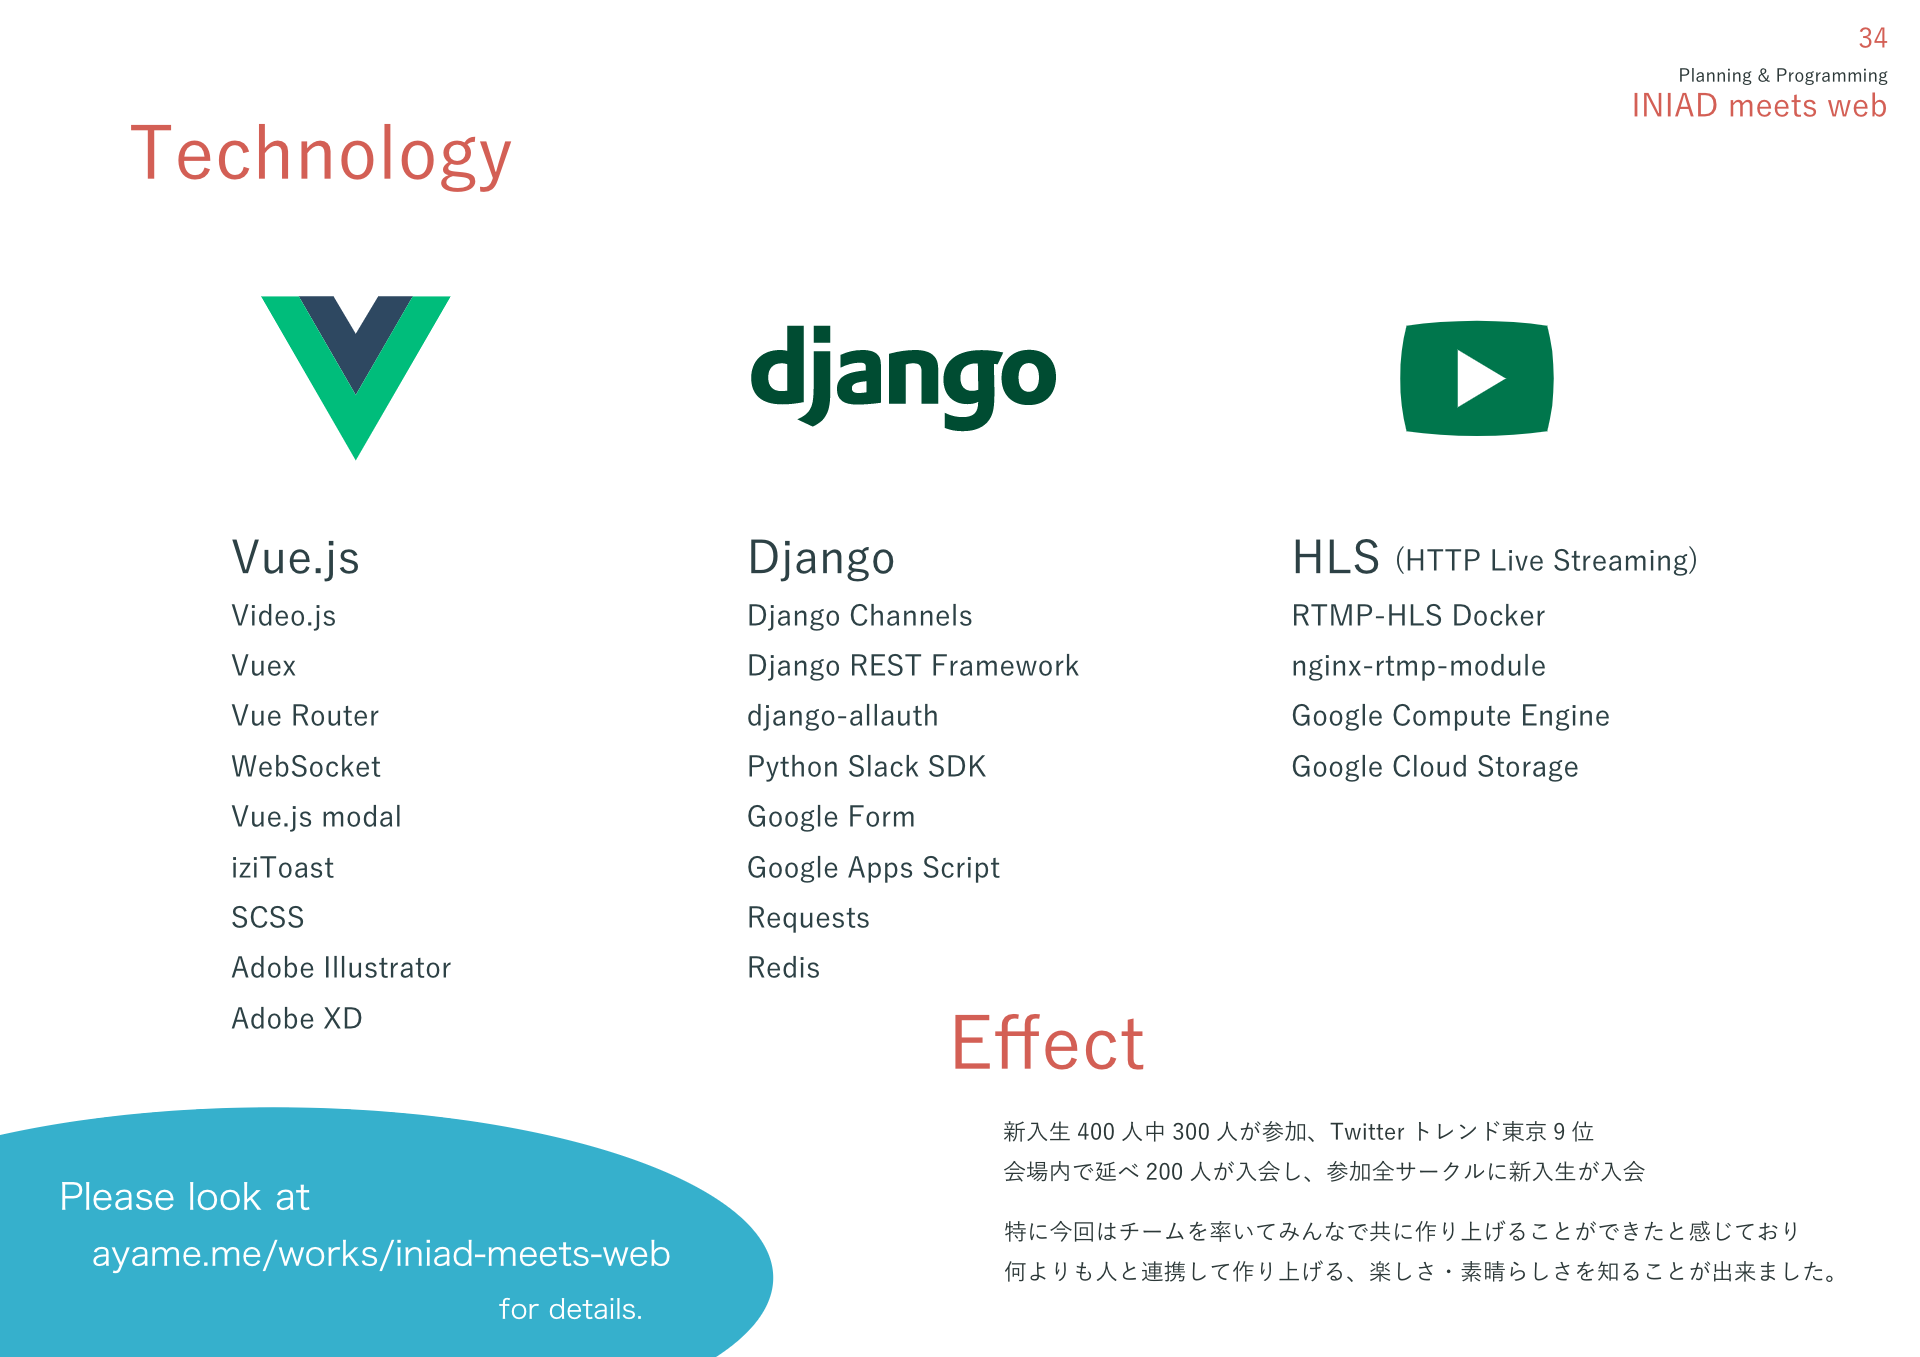 34
Planning & Programming
INIAD meets web
Technology
django
Vue.js
Video.js
Vuex
Vue Router
WebSocket
Vue.js modal
iziToast
SCSS
Adobe Illustrator
Adobe XD
Django
Django Channels
Django REST Framework
django-allauth
Python Slack SDK
Google Form
Google Apps Script
Requests
Redis
HLS (HTTP Live Streaming)
RTMP-HLS Docker
nginx-rtmp-module
Google Compute Engine
Google Cloud Storage
Effect
新入生 400 人中 300 人が参加、Twitter トレンド東京 9 位
会場内で延べ 200 人が入会し、参加全サークルに新入生が入会
特に今回はチームを率いてみんなで共に作り上げることができたと感じており
何よりも人と連携して作り上げる、楽しさ・素晴らしさを知ることが出来ました。
Please look at
ayame.me/works/iniad-meets-web
for details.